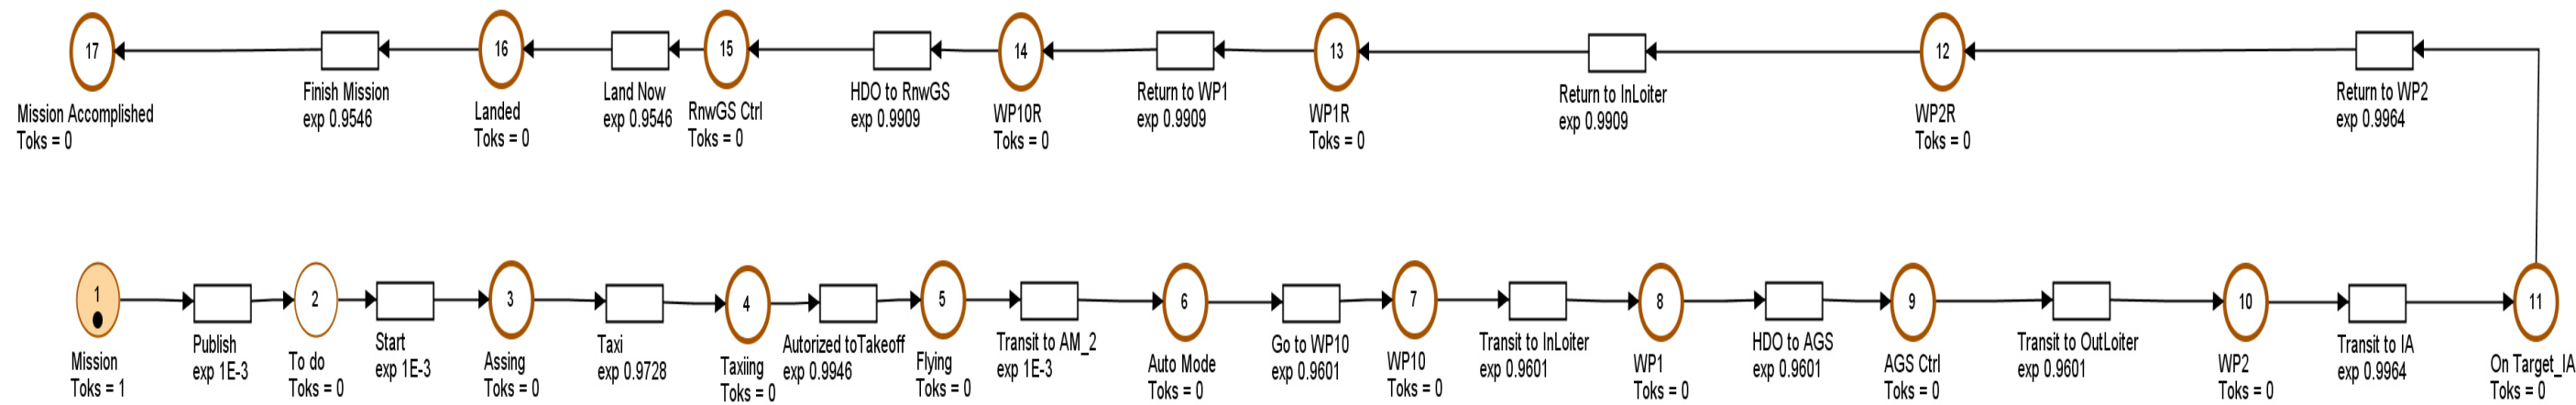 17
Mission Accomplished
Toks = 0
Finish Mission
exp 0.9546
16
Landed
Toks = 0
Land Now
exp 0.9546
15
RnwGS Ctrl
Toks = 0
HDO to RnwGS
exp 0.9909
14
WP10R
Toks = 0
Return to WP1
exp 0.9909
13
WP1R
Toks = 0
Return to InLoiter
exp 0.9909
12
WP2R
Toks = 0
Return to WP2
exp 0.9964
1
Mission
Toks = 1
Publish
exp 1E-3
2
To do
Toks = 0
Start
exp 1E-3
3
Assing
Toks = 0
Taxi
exp 0.9728
4
Taxiing
Toks = 0
Autorized toTakeoff
exp 0.9946
5
Flying
Toks = 0
Transit to AM_2
exp 1E-3
6
Auto Mode
Toks = 0
Go to WP10
exp 0.9601
7
WP10
Toks = 0
Transit to InLoiter
exp 0.9601
8
WP1
Toks = 0
HDO to AGS
exp 0.9601
9
AGS Ctrl
Toks = 0
Transit to OutLoiter
exp 0.9601
10
WP2
Toks = 0
Transit to IA
exp 0.9964
11
On Target_IA
Toks = 0